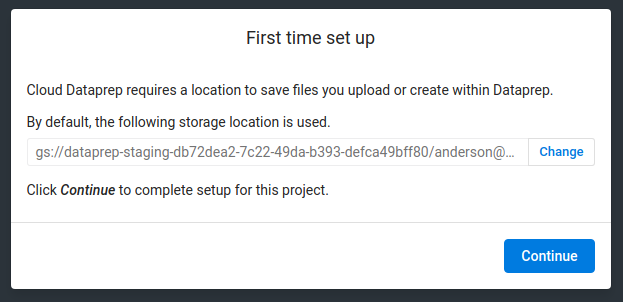 First time set up
Cloud Dataprep requires a location to save files you upload or create within Dataprep.
By default, the following storage location is used.
gs://dataprep-staging-db72dea2-7c22-49da-b393-defca49bff80/anderson@... Change
Click Continue to complete setup for this project.
Continue